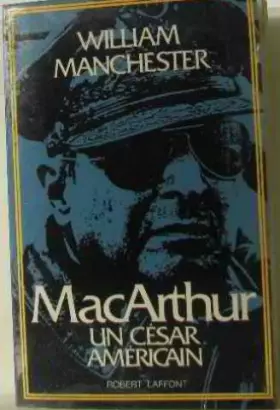 WILLIAM
MANCHESTER
MacArthur
UN CÉSAR
AMÉRICAIN
ROBERT LAFFONT